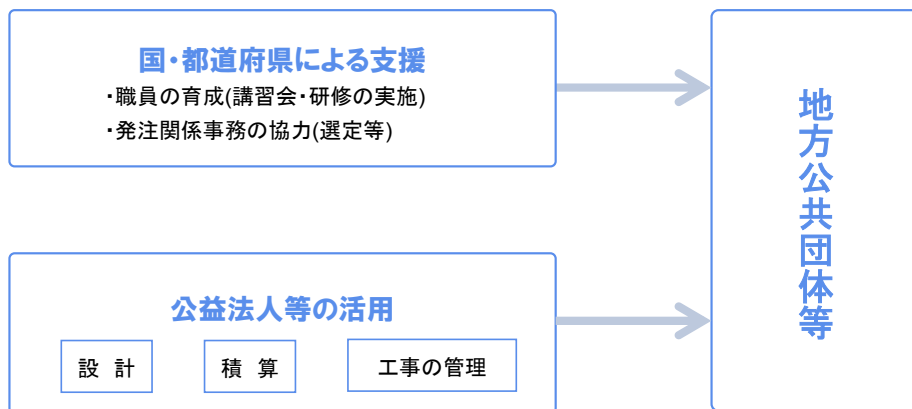 国・都道府県による支援
・職員の育成(講習会・研修の実施)
・発注関係事務の協力(選定等)
地方公共団体等
公益法人等の活用
設 計
積 算
工事の管理